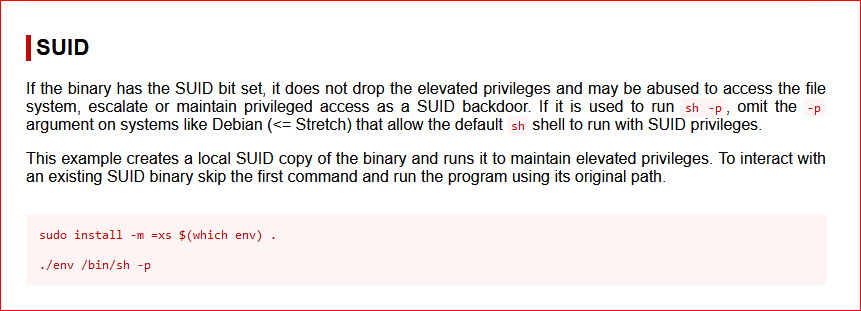 SUID
If the binary has the SUID bit set, it does not drop the elevated privileges and may be abused to access the file
system, escalate or maintain privileged access as a SUID backdoor. If it is used to run sh -p, omit the -p
argument on systems like Debian (<= Stretch) that allow the default sh shell to run with SUID privileges.
This example creates a local SUID copy of the binary and runs it to maintain elevated privileges. To interact with
an existing SUID binary skip the first command and run the program using its original path.
sudo install -m =xs $(which env) .
./env /bin/sh -p